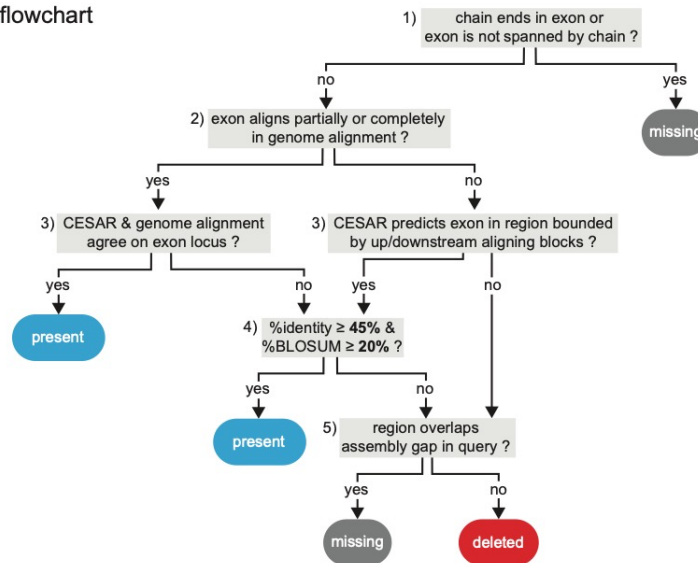 flowchart
1) chain ends in exon or
exon is not spanned by chain ?
no
yes
missing
2) exon aligns partially or completely
in genome alignment ?
yes
no
3) CESAR & genome alignment
agree on exon locus ?
3) CESAR predicts exon in region bounded
by up/downstream aligning blocks ?
yes
no
yes
no
present
4) %identity ≥ 45% &
%BLOSUM ≥ 20% ?
yes
no
present
5) region overlaps
assembly gap in query ?
yes
no
missing
deleted